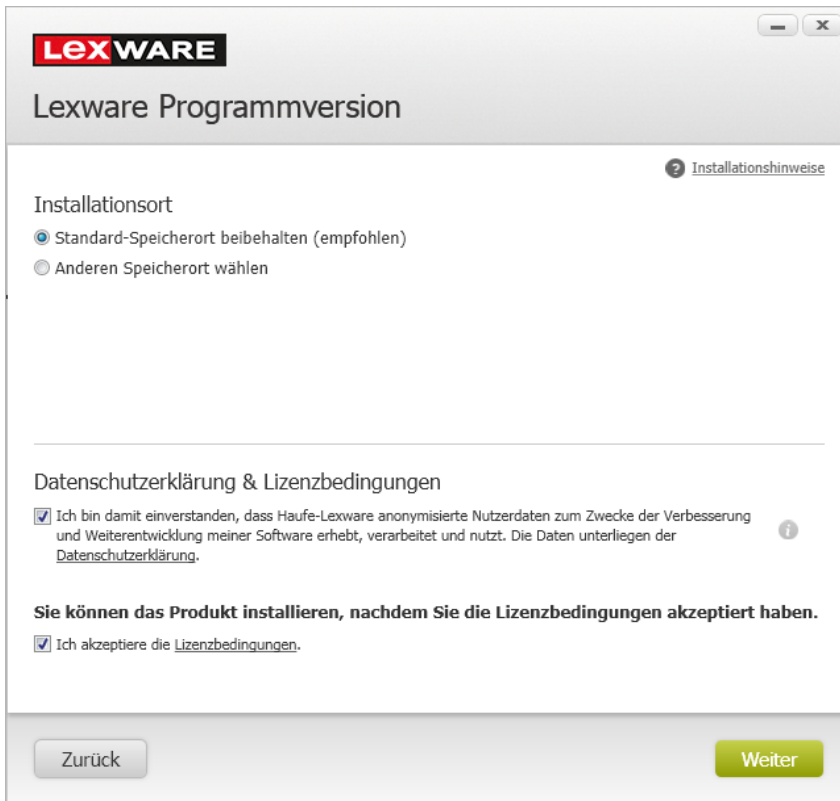 LexWARE
Lexware Programmversion
Installationshinweise
Installationsort
Standard-Speicherort beibehalten (empfohlen)
Anderen Speicherort wählen
Datenschutzerklärung & Lizenzbedingungen
Ich bin damit einverstanden, dass Haufe-Lexware anonymisierte Nutzerdaten zum Zwecke der Verbesserung
und Weiterentwicklung meiner Software erhebt, verarbeitet und nutzt. Die Daten unterliegen der
Datenschutzerklärung.
Sie können das Produkt installieren, nachdem Sie die Lizenzbedingungen akzeptiert haben.
Ich akzeptiere die Lizenzbedingungen.
Zurück
Weiter